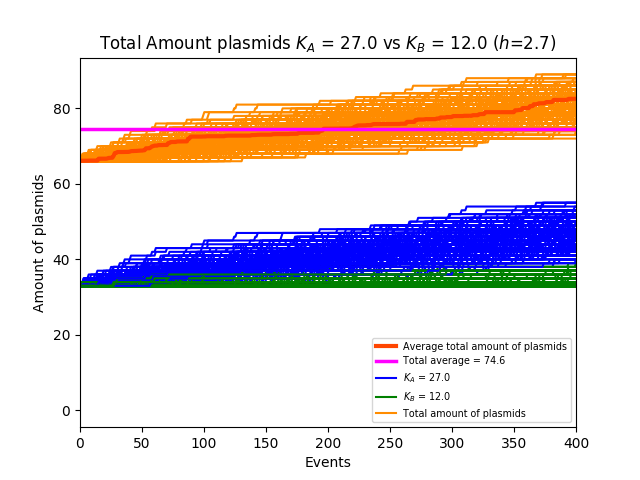 Total Amount plasmids K_A = 27.0 vs K_B = 12.0 (h=2.7)
Amount of plasmids
80
60
40
20
0
Average total amount of plasmids
Total average = 74.6
K_A = 27.0
K_B = 12.0
Total amount of plasmids
0 50 100 150 200 250 300 350 400
Events